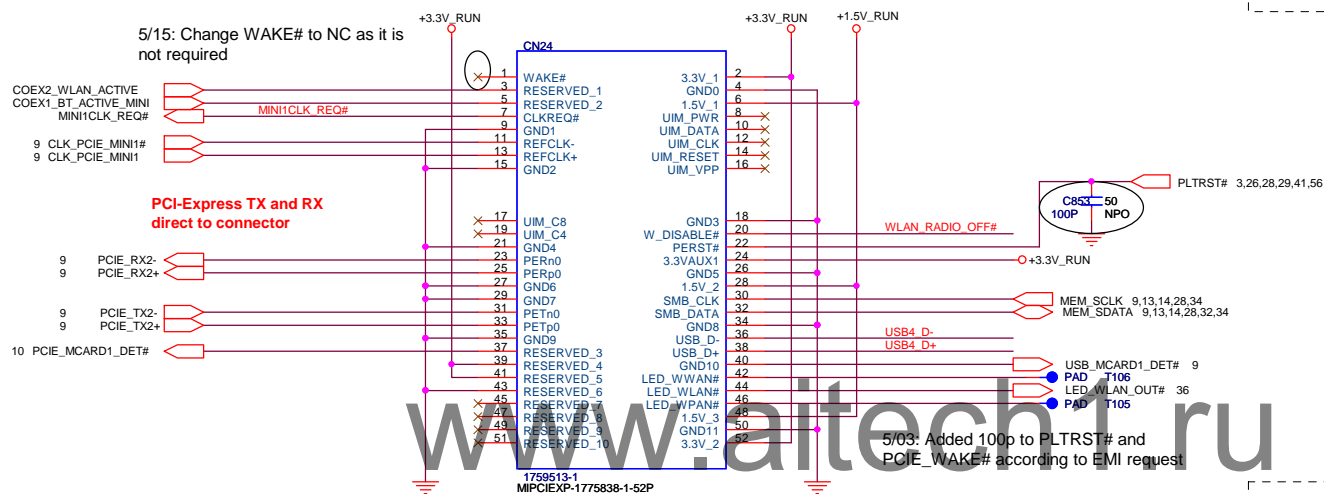 +3.3V_RUN
+3.3V_RUN
+1.5V_RUN
5/15: Change WAKE# to NC as it is
not required
CN24
1 WAKE# 3.3V_1 2
COEX2_WLAN_ACTIVE 3 RESERVED_1 GND0 4
COEX1_BT_ACTIVE_MINI 5 RESERVED_2 1.5V_1 6
MINI1CLK_REQ# MINI1CLK_REQ# 7 CLKREQ# UIM_PWR 8
9 GND1 UIM_DATA 10
9 CLK_PCIE_MINI1# 11 REFCLK- UIM_CLK 12
9 CLK_PCIE_MINI1 13 REFCLK+ UIM_RESET 14
15 GND2 UIM_VPP 16
PLTRST# 3,26,28,29,41,56
PCI-Express TX and RX
direct to connector
C853 50
100P NPO
17 UIM_C8 GND3 18
19 UIM_C4 W_DISABLE# 20 WLAN_RADIO_OFF#
21 GND4 PERST# 22
9 PCIE_RX2- 23 PERn0 3.3VAUX1 24 +3.3V_RUN
9 PCIE_RX2+ 25 PERp0 GND5 26
27 GND6 1.5V_2 28
29 GND7 SMB_CLK 30 MEM_SCLK 9,13,14,28,34
9 PCIE_TX2- 31 PETn0 SMB_DATA 32 MEM_SDATA 9,13,14,28,32,34
9 PCIE_TX2+ 33 PETp0 GND8 34
35 GND9 USB_D- 36 USB4_D-
10 PCIE_MCARD1_DET# 37 RESERVED_3 USB_D+ 38 USB4_D+
39 RESERVED_4 GND10 40 USB_MCARD1_DET# 9
41 RESERVED_5 LED_WWAN# 42 PAD T106
43 RESERVED_6 LED_WLAN# 44 LED_WLAN_OUT# 36
45 RESERVED_7 LED_WPAN# 46 PAD T105
47 RESERVED_8 1.5V_3 48
49 RESERVED_9 GND11 50
51 RESERVED_10 3.3V_2 52
5/03: Added 100p to PLTRST# and
PCIE_WAKE# according to EMI request
1759513-1
MIPCIEXP-1775838-1-52P
www.aitech1.ru